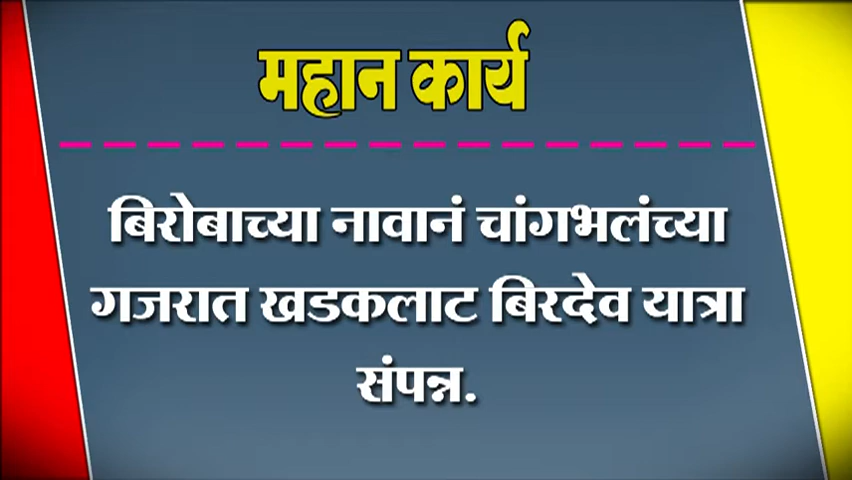 महान कार्य
बिरोबाच्या नावानं चांगभलंच्या
गजरात खडकलाट बिरदेव यात्रा
संपन्न.